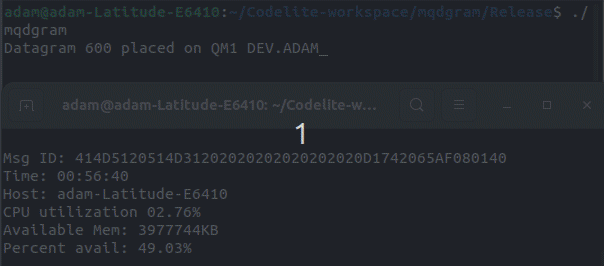 adam@adam-Latitude-E6410:~/Codelite-workspace/mqdgram/Release$ ./
mqdgram
Datagram 600 placed on QM1 DEV.ADAM_
adam@adam-Latitude-E6410: ~/Codelite-w...
1
Msg ID: 414D5120514D31202020202020202020D1742065AF080140
Time: 00:56:40
Host: adam-Latitude-E6410
CPU utilization 02.76%
Available Mem: 3977744KB
Percent avail: 49.03%